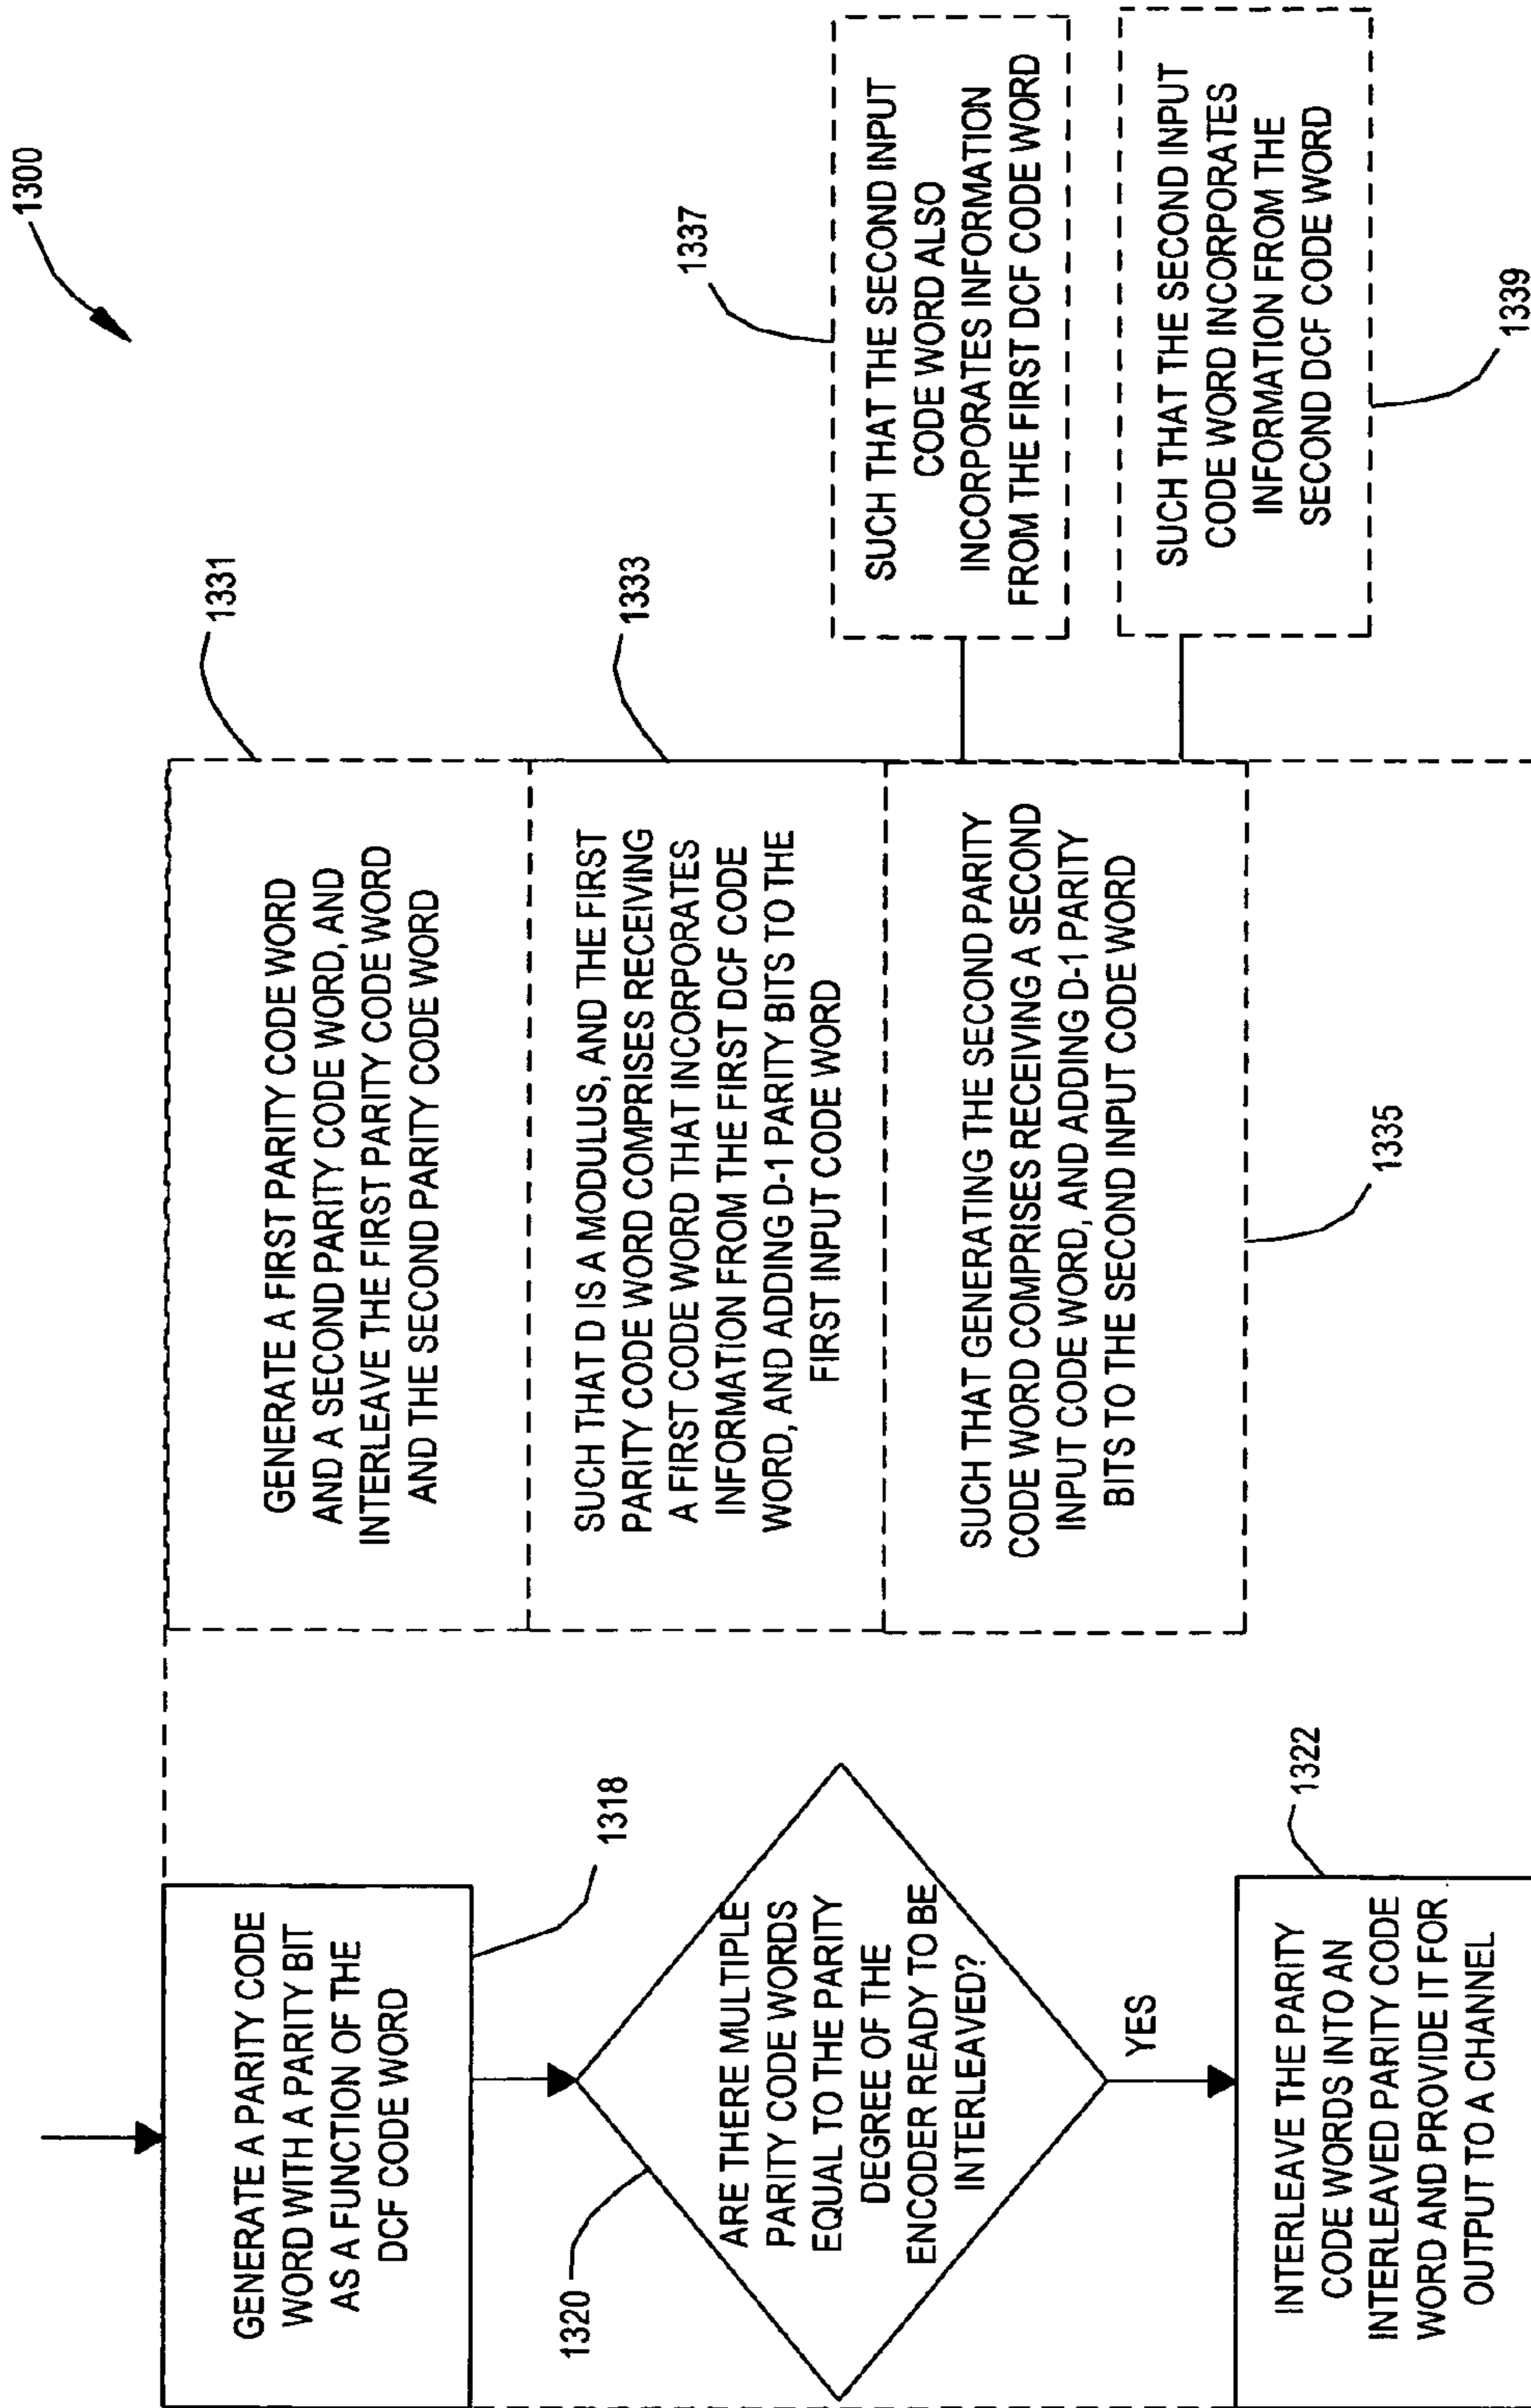 1300
GENERATE A PARITY CODE
WORD WITH A PARITY BIT
AS A FUNCTION OF THE
DCF CODE WORD
1318
ARE THERE MULTIPLE
PARITY CODE WORDS
EQUAL TO THE PARITY
DEGREE OF THE
ENCODER READY TO BE
INTERLEAVED?
1320
YES
INTERLEAVE THE PARITY
CODE WORDS INTO AN
INTERLEAVED PARITY CODE
WORD AND PROVIDE IT FOR
OUTPUT TO A CHANNEL
1322
GENERATE A FIRST PARITY CODE WORD
AND A SECOND PARITY CODE WORD, AND
INTERLEAVE THE FIRST PARITY CODE WORD
AND THE SECOND PARITY CODE WORD
1331
SUCH THAT D IS A MODULUS, AND THE FIRST
PARITY CODE WORD COMPRISES RECEIVING
A FIRST CODE WORD THAT INCORPORATES
INFORMATION FROM THE FIRST DCF CODE
WORD, AND ADDING D-1 PARITY BITS TO THE
FIRST INPUT CODE WORD
1333
SUCH THAT GENERATING THE SECOND PARITY
CODE WORD COMPRISES RECEIVING A SECOND
INPUT CODE WORD, AND ADDING D-1 PARITY
BITS TO THE SECOND INPUT CODE WORD
1335
SUCH THAT THE SECOND INPUT
CODE WORD ALSO
INCORPORATES INFORMATION
FROM THE FIRST DCF CODE WORD
1337
SUCH THAT THE SECOND INPUT
CODE WORD INCORPORATES
INFORMATION FROM THE
SECOND DCF CODE WORD
1339